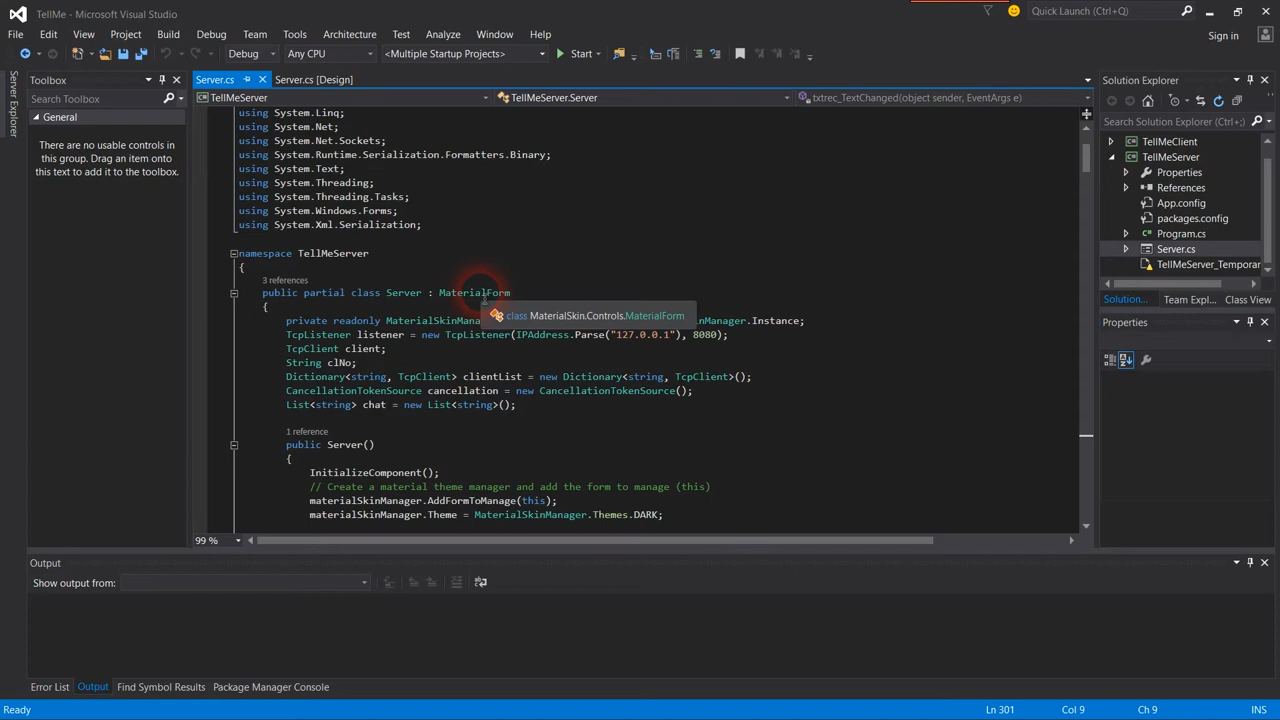 TellMe - Microsoft Visual Studio
Quick Launch (Ctrl+Q)
File Edit View Project Build Debug Team Tools Architecture Test Analyze Window Help
Sign in
Debug Any CPU <Multiple Startup Projects> Start
Server Explorer
Toolbox
Search Toolbox
General
There are no usable controls in
this group. Drag an item onto
this text to add it to the toolbox.
Server.cs Server.cs [Design]
TellMeServer TellMeServer.Server txtrec_TextChanged(object sender, EventArgs e)
using System.Linq;
using System.Net;
using System.Net.Sockets;
using System.Runtime.Serialization.Formatters.Binary;
using System.Text;
using System.Threading;
using System.Threading.Tasks;
using System.Windows.Forms;
using System.Xml.Serialization;
namespace TellMeServer
{
3 references
public partial class Server : MaterialForm
{
class MaterialSkin.Controls.MaterialForm
private readonly MaterialSkinMana nManager.Instance;
TcpListener listener = new TcpListener(IPAddress.Parse("127.0.0.1"), 8080);
TcpClient client;
String clNo;
Dictionary<string, TcpClient> clientList = new Dictionary<string, TcpClient>();
CancellationTokenSource cancellation = new CancellationTokenSource();
List<string> chat = new List<string>();
1 reference
public Server()
{
InitializeComponent();
// Create a material theme manager and add the form to manage (this)
materialSkinManager.AddFormToManage(this);
materialSkinManager.Theme = MaterialSkinManager.Themes.DARK;
99 %
Solution Explorer
Search Solution Explorer (Ctrl+;)
TellMeClient
TellMeServer
Properties
References
App.config
packages.config
Program.cs
Server.cs
TellMeServer_Temporar
Solution... Team Expl... Class View
Properties
Output
Show output from:
Error List Output Find Symbol Results Package Manager Console
Ready Ln 301 Col 9 Ch 9 INS